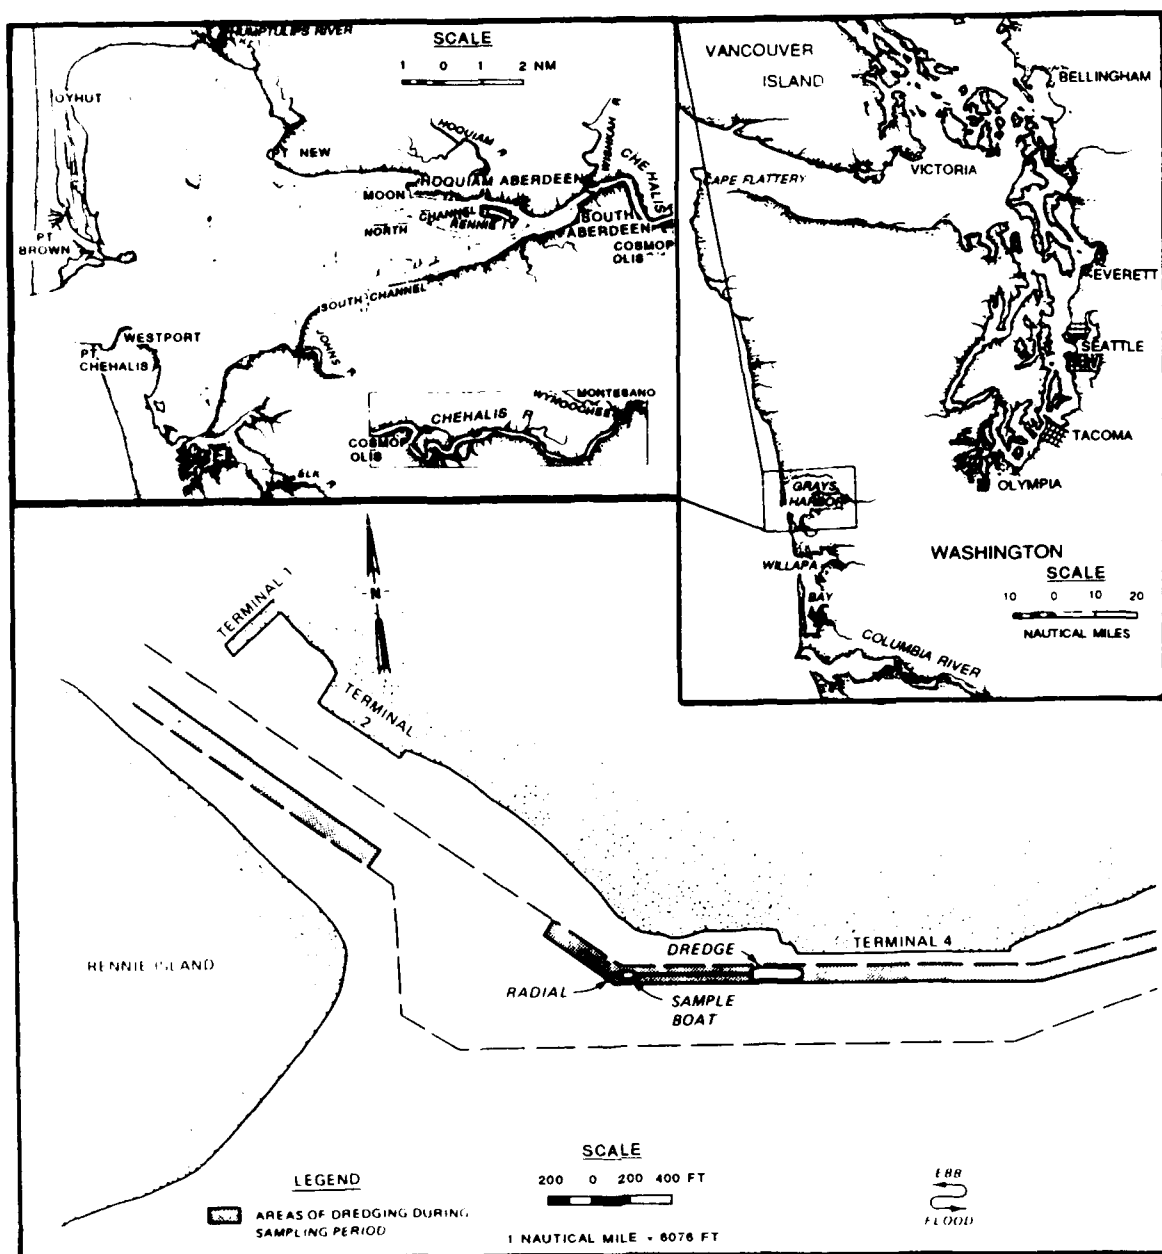 HUMPTULIPS RIVER
SCALE
1 0 1 2 NM
OYHUT
HOQUIAM R
WISHKAH R
PT NEW
CHEHALIS
HOQUIAM ABERDEEN
MOON
CHANNEL
RENNIE I
NORTH
SOUTH
ABERDEEN
COSMOP
OLIS
PT
BROWN
SOUTH CHANNEL
WESTPORT
PT.
CHEHALIS
JOHNS R
MONTESANO
WYNOOCHEE
CHEHALIS R
COSMOP
OLIS
ELK R
VANCOUVER
ISLAND
BELLINGHAM
VICTORIA
CAPE FLATTERY
EVERETT
SEATTLE
TACOMA
OLYMPIA
GRAYS
HARBOR
WASHINGTON
WILLAPA
BAY
SCALE
10 0 10 20
NAUTICAL MILES
COLUMBIA RIVER
N
TERMINAL 1
TERMINAL
2
TERMINAL 4
DREDGE
RENNIE ISLAND
RADIAL
SAMPLE
BOAT
SCALE
200 0 200 400 FT
1 NAUTICAL MILE = 6076 FT
LEGEND
AREAS OF DREDGING DURING
SAMPLING PERIOD
EBB
FLOOD